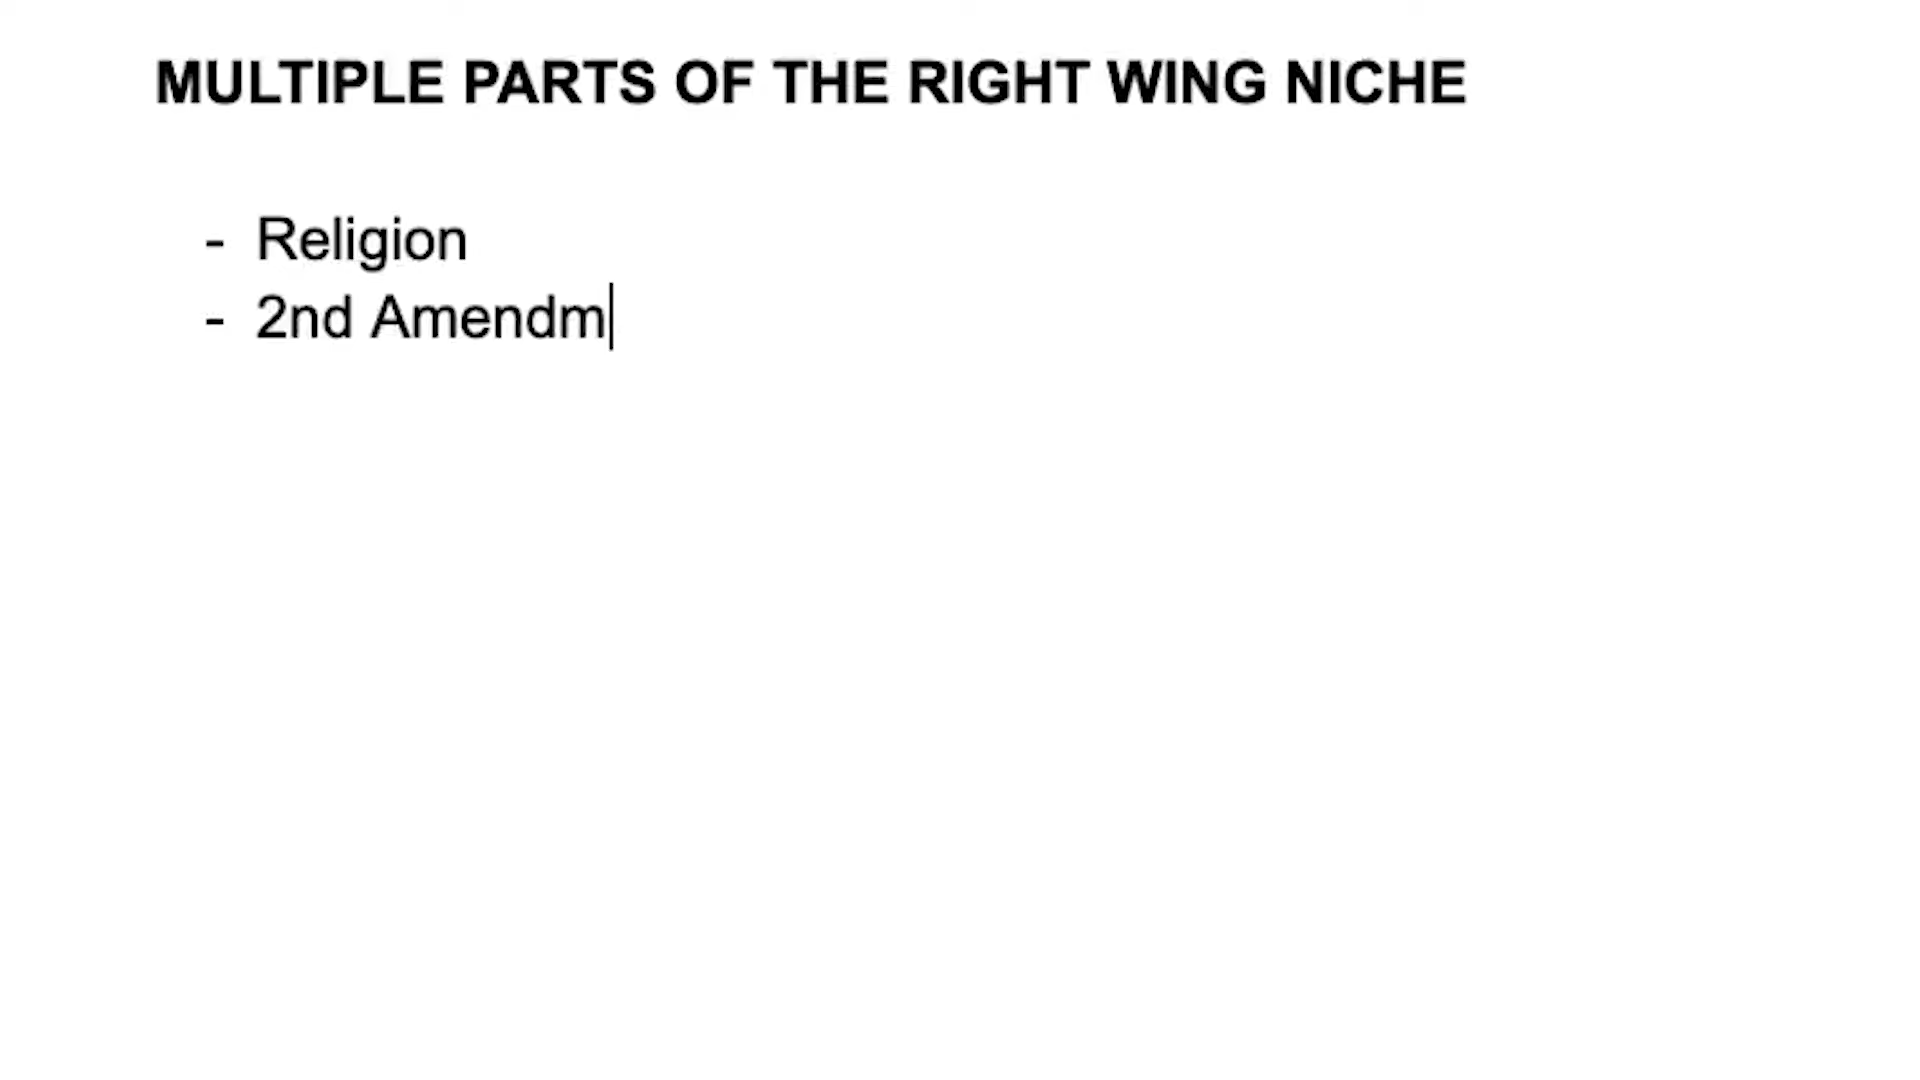 MULTIPLE PARTS OF THE RIGHT WING NICHE
- Religion
- 2nd Amendm